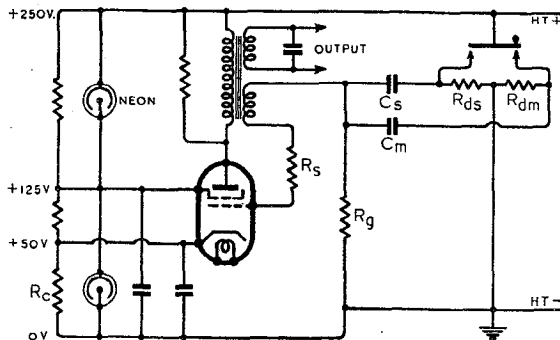 +250V.
HT+
OUTPUT
NEON
Cs
Rds
Rdm
Cm
Rs
+125V
Rg
+50V
Rc
HT-
0V